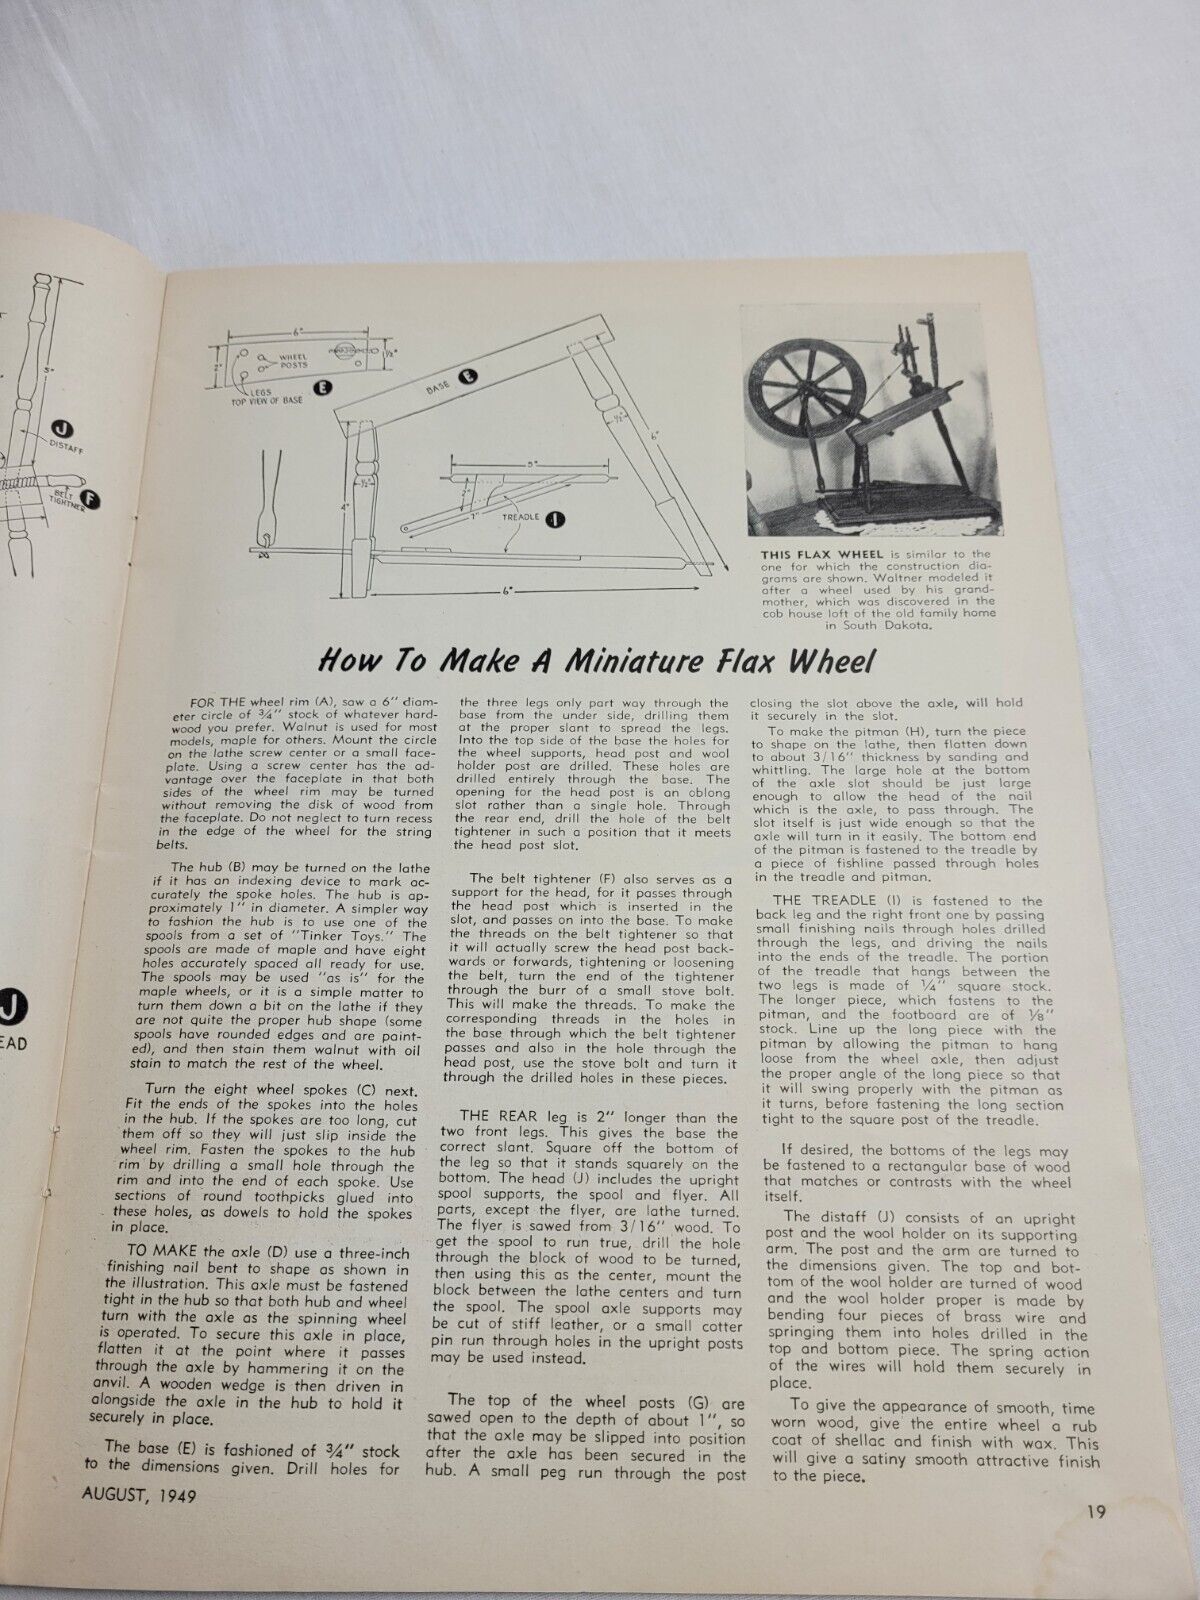 5"
J
DISTAFF
BELT
TIGHTNER
F
J
EAD
6"
2"
WHEEL
POSTS
1½"
LEGS
TOP VIEW OF BASE
E
BASE
E
½"
6"
4"
½"
5"
2"
7"
TREADLE
I
6"
THIS FLAX WHEEL is similar to the
one for which the construction dia-
grams are shown. Waltner modeled it
after a wheel used by his grand-
mother, which was discovered in the
cob house loft of the old family home
in South Dakota.
How To Make A Miniature Flax Wheel
FOR THE wheel rim (A), saw a 6" diam-
eter circle of ¾" stock of whatever hard-
wood you prefer. Walnut is used for most
models, maple for others. Mount the circle
on the lathe screw center or a small face-
plate. Using a screw center has the ad-
vantage over the faceplate in that both
sides of the wheel rim may be turned
without removing the disk of wood from
the faceplate. Do not neglect to turn recess
in the edge of the wheel for the string
belts.
The hub (B) may be turned on the lathe
if it has an indexing device to mark ac-
curately the spoke holes. The hub is ap-
proximately 1" in diameter. A simpler way
to fashion the hub is to use one of the
spools from a set of "Tinker Toys." The
spools are made of maple and have eight
holes accurately spaced all ready for use.
The spools may be used "as is" for the
maple wheels, or it is a simple matter to
turn them down a bit on the lathe if they
are not quite the proper hub shape (some
spools have rounded edges and are paint-
ed), and then stain them walnut with oil
stain to match the rest of the wheel.
Turn the eight wheel spokes (C) next.
Fit the ends of the spokes into the holes
in the hub. If the spokes are too long, cut
them off so they will just slip inside the
wheel rim. Fasten the spokes to the hub
rim by drilling a small hole through the
rim and into the end of each spoke. Use
sections of round toothpicks glued into
these holes, as dowels to hold the spokes
in place.
TO MAKE the axle (D) use a three-inch
finishing nail bent to shape as shown in
the illustration. This axle must be fastened
tight in the hub so that both hub and wheel
turn with the axle as the spinning wheel
is operated. To secure this axle in place,
flatten it at the point where it passes
through the axle by hammering it on the
anvil. A wooden wedge is then driven in
alongside the axle in the hub to hold it
securely in place.
The base (E) is fashioned of ¾" stock
to the dimensions given. Drill holes for
the three legs only part way through the
base from the under side, drilling them
at the proper slant to spread the legs.
Into the top side of the base the holes for
the wheel supports, head post and wool
holder post are drilled. These holes are
drilled entirely through the base. The
opening for the head post is an oblong
slot rather than a single hole. Through
the rear end, drill the hole of the belt
tightener in such a position that it meets
the head post slot.
The belt tightener (F) also serves as a
support for the head, for it passes through
the head post which is inserted in the
slot, and passes on into the base. To make
the threads on the belt tightener so that
it will actually screw the head post back-
wards or forwards, tightening or loosening
the belt, turn the end of the tightener
through the burr of a small stove bolt.
This will make the threads. To make the
corresponding threads in the holes in
the base through which the belt tightener
passes and also in the hole through the
head post, use the stove bolt and turn it
through the drilled holes in these pieces.
THE REAR leg is 2" longer than the
two front legs. This gives the base the
correct slant. Square off the bottom of
the leg so that it stands squarely on the
bottom. The head (J) includes the upright
spool supports, the spool and flyer. All
parts, except the flyer, are lathe turned.
The flyer is sawed from 3/16" wood. To
get the spool to run true, drill the hole
through the block of wood to be turned,
then using this as the center, mount the
block between the lathe centers and turn
the spool. The spool axle supports may
be cut of stiff leather, or a small cotter
pin run through holes in the upright posts
may be used instead.
The top of the wheel posts (G) are
sawed open to the depth of about 1", so
that the axle may be slipped into position
after the axle has been secured in the
hub. A small peg run through the post
closing the slot above the axle, will hold
it securely in the slot.
To make the pitman (H), turn the piece
to shape on the lathe, then flatten down
to about 3/16" thickness by sanding and
whittling. The large hole at the bottom
of the axle slot should be just large
enough to allow the head of the nail
which is the axle, to pass through. The
slot itself is just wide enough so that the
axle will turn in it easily. The bottom end
of the pitman is fastened to the treadle by
a piece of fishline passed through holes
in the treadle and pitman.
THE TREADLE (I) is fastened to the
back leg and the right front one by passing
small finishing nails through holes drilled
through the legs, and driving the nails
into the ends of the treadle. The portion
of the treadle that hangs between the
two legs is made of ¼" square stock.
The longer piece, which fastens to the
pitman, and the footboard are of ⅛"
stock. Line up the long piece with the
pitman by allowing the pitman to hang
loose from the wheel axle, then adjust
the proper angle of the long piece so that
it will swing properly with the pitman as
it turns, before fastening the long section
tight to the square post of the treadle.
If desired, the bottoms of the legs may
be fastened to a rectangular base of wood
that matches or contrasts with the wheel
itself.
The distaff (J) consists of an upright
post and the wool holder on its supporting
arm. The post and the arm are turned to
the dimensions given. The top and bot-
tom of the wool holder are turned of wood
and the wool holder proper is made by
bending four pieces of brass wire and
springing them into holes drilled in the
top and bottom piece. The spring action
of the wires will hold them securely in
place.
To give the appearance of smooth, time
worn wood, give the entire wheel a rub
coat of shellac and finish with wax. This
will give a satiny smooth attractive finish
to the piece.
AUGUST, 1949
19